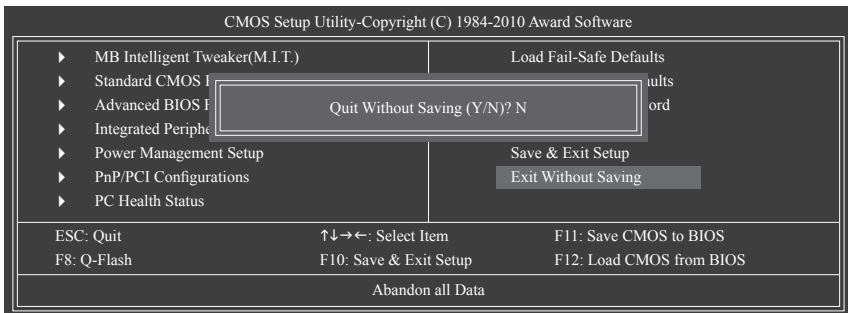 CMOS Setup Utility-Copyright (C) 1984-2010 Award Software
MB Intelligent Tweaker(M.I.T.)
Standard CMOS
Advanced BIOS
Integrated
Power Management Setup
PnP/PCI Configurations
PC Health Status
Load Fail-Safe Defaults
Save & Exit Setup
Exit Without Saving
Quit Without Saving (Y/N)? N
ESC: Quit
↑↓→←: Select Item
F11: Save CMOS to BIOS
F8: Q-Flash
F10: Save & Exit Setup
F12: Load CMOS from BIOS
Abandon all Data